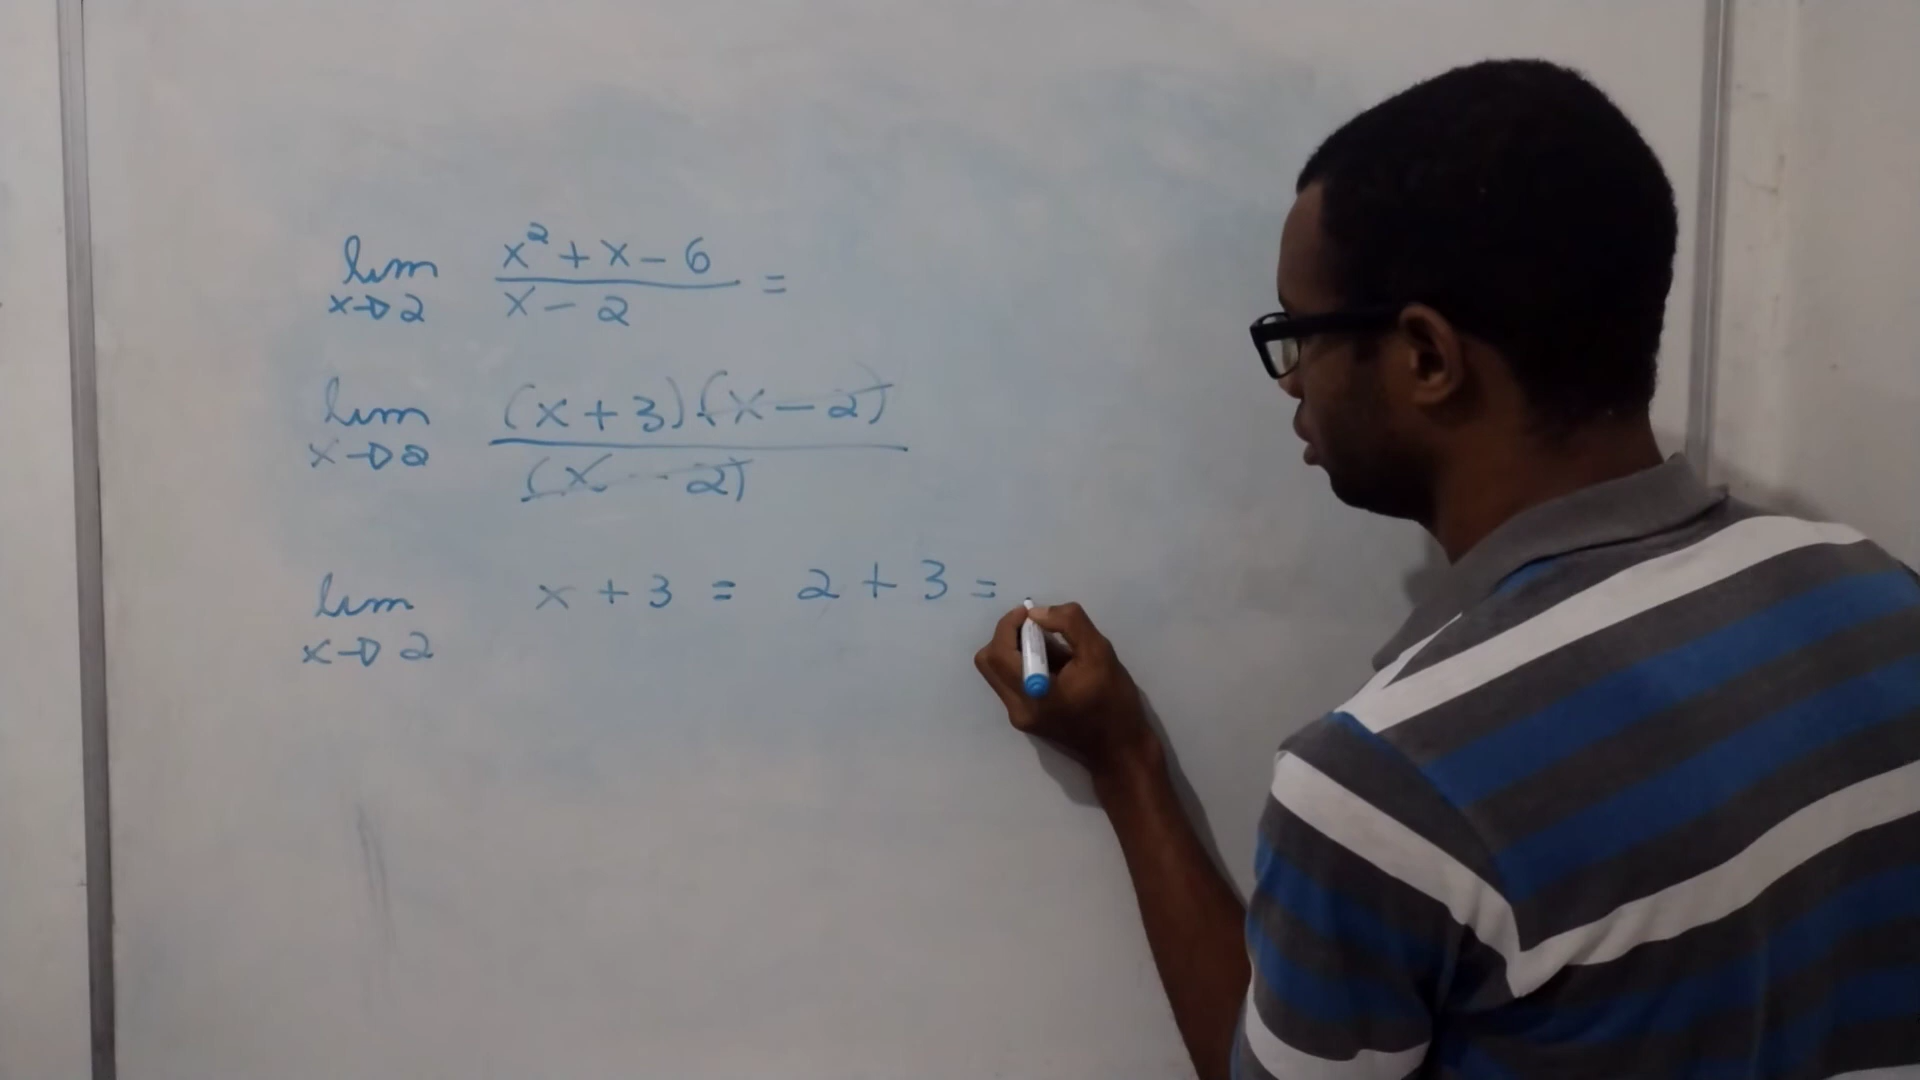 lim x→2 x² + x - 6 / x - 2 =
lim x→2 (x + 3) (x - 2) / (x - 2)
lim x→2 x + 3 = 2 + 3 =